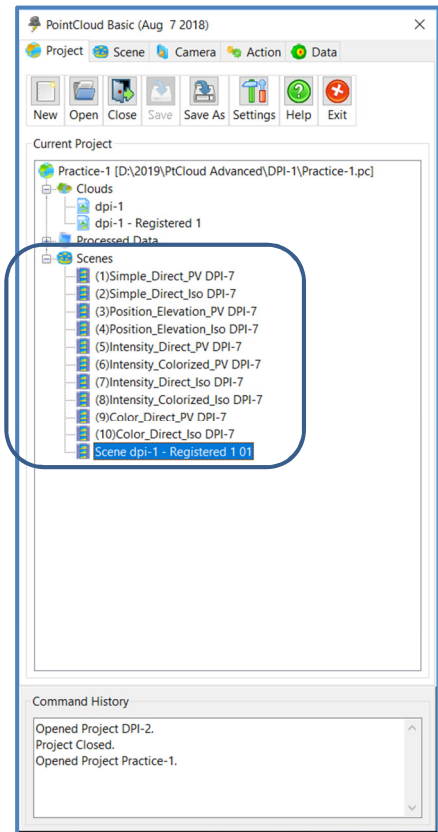 PointCloud Basic (Aug 7 2018)
Project Scene Camera Action Data
New Open Close Save Save As Settings Help Exit
Current Project
Practice-1 [D:\2019\PtCloud Advanced\DPI-1\Practice-1.pc]
Clouds
dpi-1
dpi-1 - Registered 1
Processed Data
Scenes
(1)Simple_Direct_PV DPI-7
(2)Simple_Direct_Iso DPI-7
(3)Position_Elevation_PV DPI-7
(4)Position_Elevation_Iso DPI-7
(5)Intensity_Direct_PV DPI-7
(6)Intensity_Colorized_PV DPI-7
(7)Intensity_Direct_Iso DPI-7
(8)Intensity_Colorized_Iso DPI-7
(9)Color_Direct_PV DPI-7
(10)Color_Direct_Iso DPI-7
Scene dpi-1 - Registered 1 01
Command History
Opened Project DPI-2.
Project Closed.
Opened Project Practice-1.